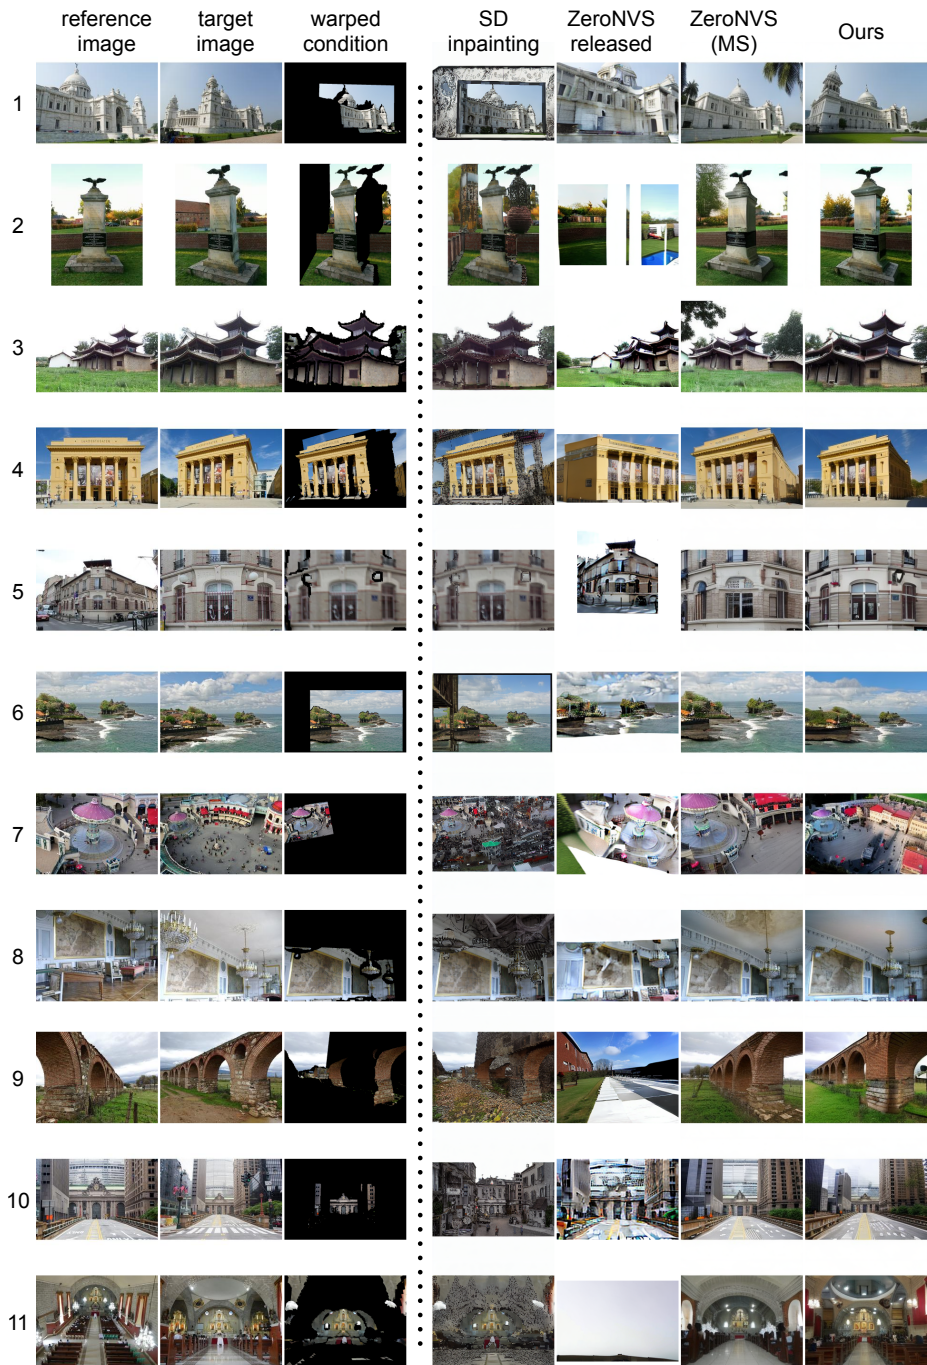 reference image
target image
warped condition
SD inpainting
ZeroNVS released
ZeroNVS (MS)
Ours
1
2
3
4
5
6
7
8
9
10
11